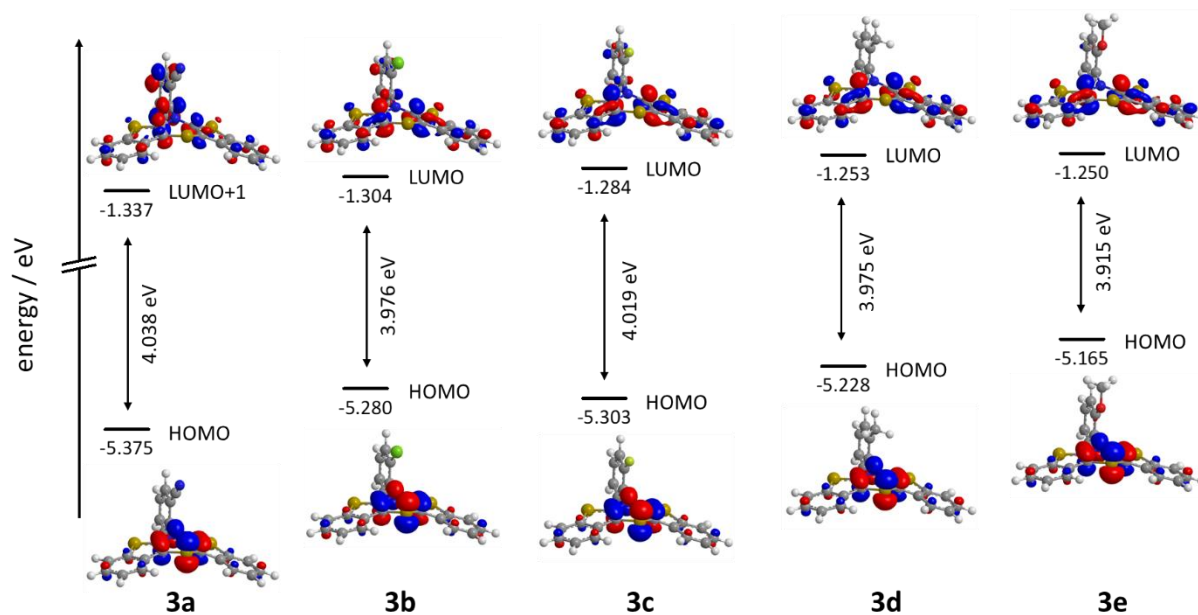 energy / eV
LUMO+1
-1.337
4.038 eV
HOMO
-5.375
3a
LUMO
-1.304
3.976 eV
HOMO
-5.280
3b
LUMO
-1.284
4.019 eV
HOMO
-5.303
3c
LUMO
-1.253
3.975 eV
HOMO
-5.228
3d
LUMO
-1.250
3.915 eV
HOMO
-5.165
3e